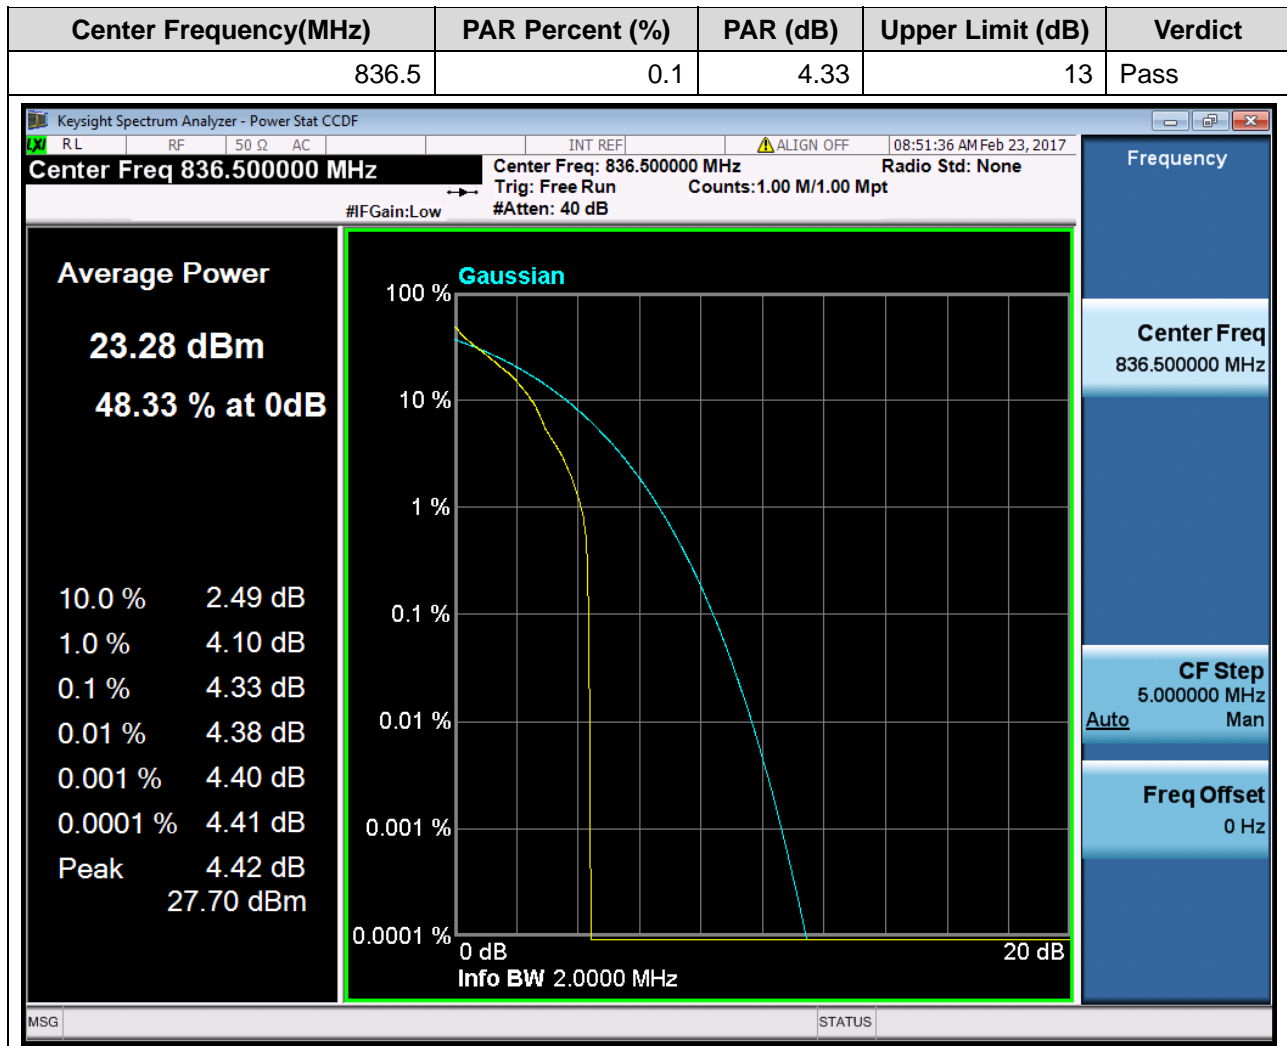 Center Frequency(MHz) PAR Percent (%) PAR (dB) Upper Limit (dB) Verdict
836.5 0.1 4.33 13 Pass
Keysight Spectrum Analyzer - Power Stat CCDF
LXI RL RF 50 Ω AC INT REF ALIGN OFF 08:51:36 AM Feb 23, 2017
Center Freq 836.500000 MHz
Center Freq: 836.500000 MHz Radio Std: None
Trig: Free Run Counts:1.00 M/1.00 Mpt
#IFGain:Low #Atten: 40 dB
Average Power
23.28 dBm
48.33 % at 0dB
10.0 % 2.49 dB
1.0 % 4.10 dB
0.1 % 4.33 dB
0.01 % 4.38 dB
0.001 % 4.40 dB
0.0001 % 4.41 dB
Peak 4.42 dB
27.70 dBm
Gaussian
100 %
10 %
1 %
0.1 %
0.01 %
0.001 %
0.0001 %
0 dB 20 dB
Info BW 2.0000 MHz
Frequency
Center Freq
836.500000 MHz
CF Step
5.000000 MHz
Auto Man
Freq Offset
0 Hz
MSG STATUS